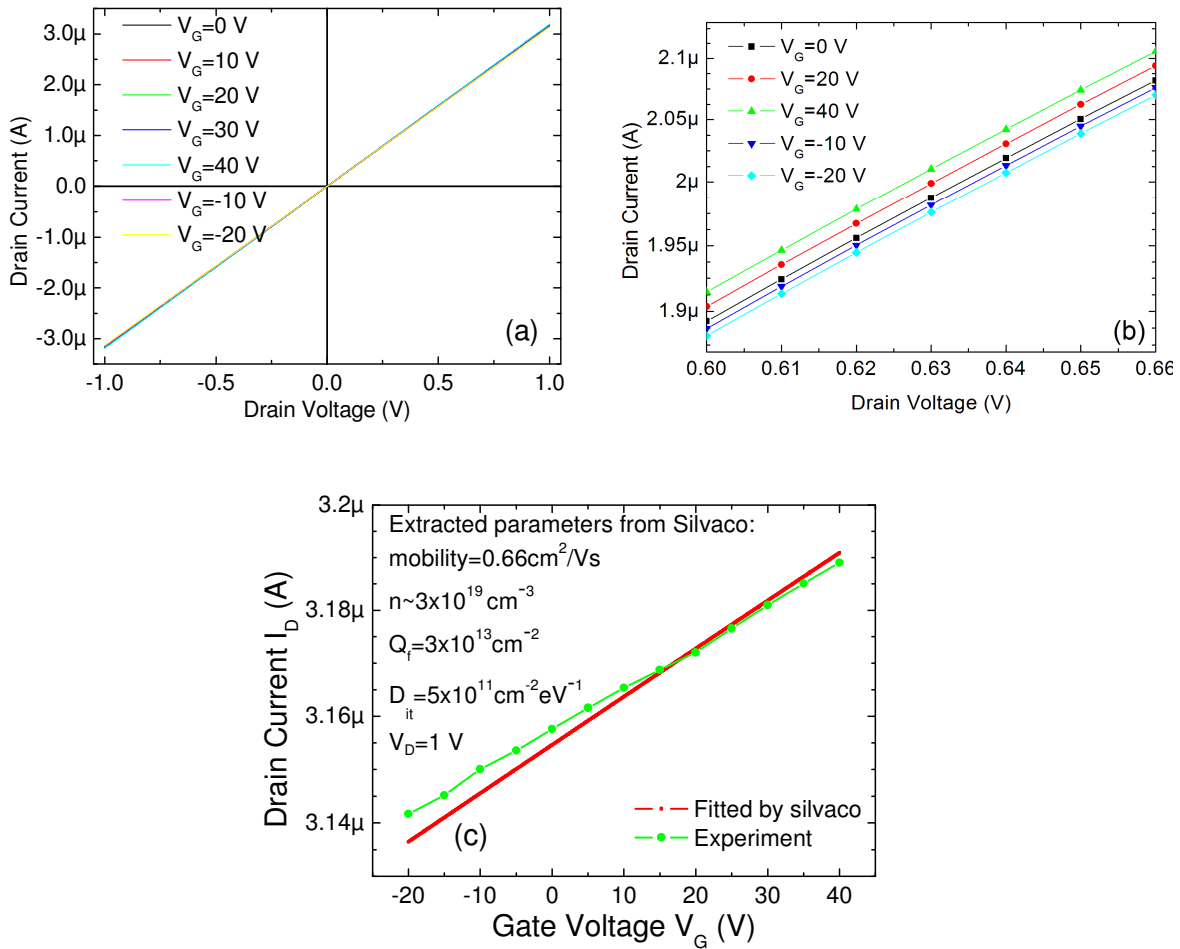 3.0µ
2.0µ
1.0µ
0.0
-1.0µ
-2.0µ
-3.0µ
Drain Current (A)
V_G=0 V
V_G=10 V
V_G=20 V
V_G=30 V
V_G=40 V
V_G=-10 V
V_G=-20 V
(a)
-1.0 -0.5 0.0 0.5 1.0
Drain Voltage (V)
2.1µ
2.05µ
2µ
1.95µ
1.9µ
Drain Current (A)
V_G=0 V
V_G=20 V
V_G=40 V
V_G=-10 V
V_G=-20 V
(b)
0.60 0.61 0.62 0.63 0.64 0.65 0.66
Drain Voltage (V)
3.2µ
3.18µ
3.16µ
3.14µ
Drain Current I_D (A)
Extracted parameters from Silvaco:
mobility=0.66cm²/Vs
n~3x10¹⁹ cm⁻³
Q_f=3x10¹³cm⁻²
D_it=5x10¹¹cm⁻²eV⁻¹
V_D=1 V
(c)
Fitted by silvaco
Experiment
-20 -10 0 10 20 30 40
Gate Voltage V_G (V)